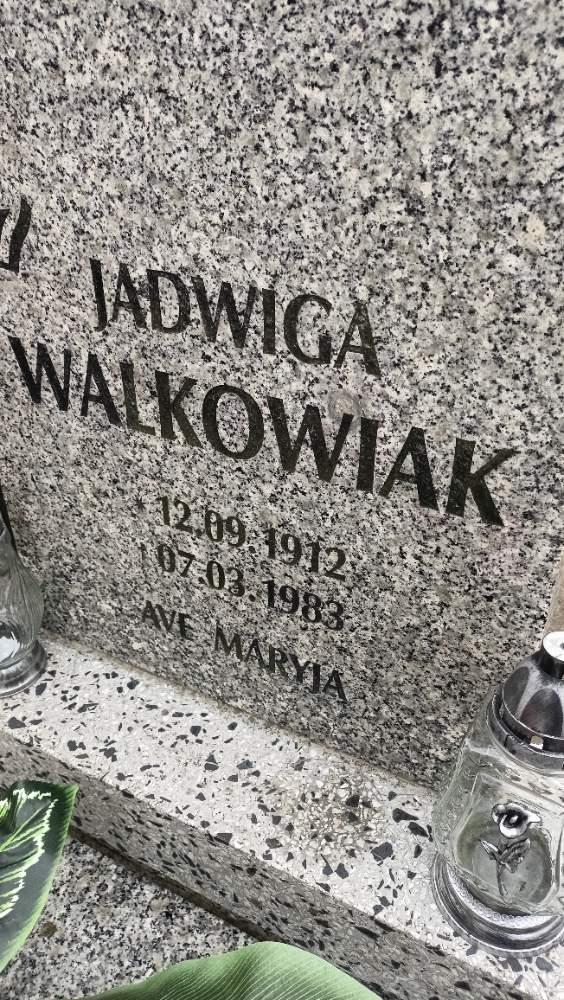 JADWIGA
WALKOWIAK
* 12.09.1912
† 07.03.1983
AVE MARYJA